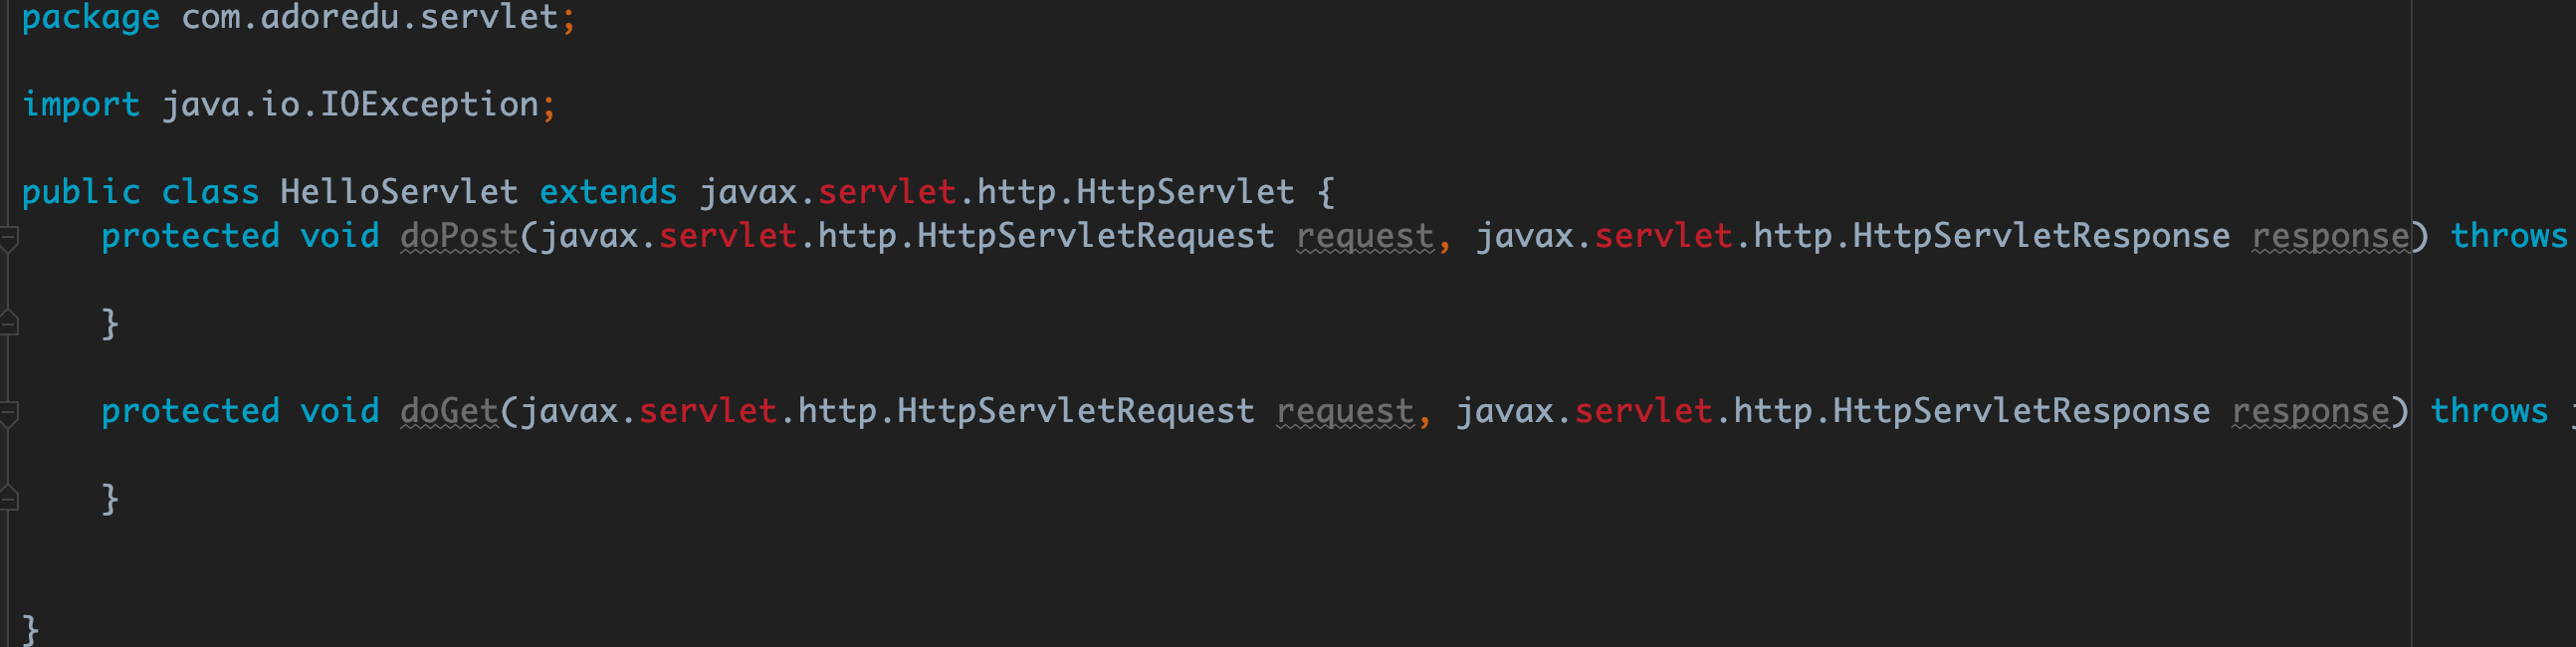 package com.adoredu.servlet;
import java.io.IOException;
public class HelloServlet extends javax.servlet.http.HttpServlet {
protected void doPost(javax.servlet.http.HttpServletRequest request, javax.servlet.http.HttpServletResponse response) throws
}
protected void doGet(javax.servlet.http.HttpServletRequest request, javax.servlet.http.HttpServletResponse response) throws
}
}